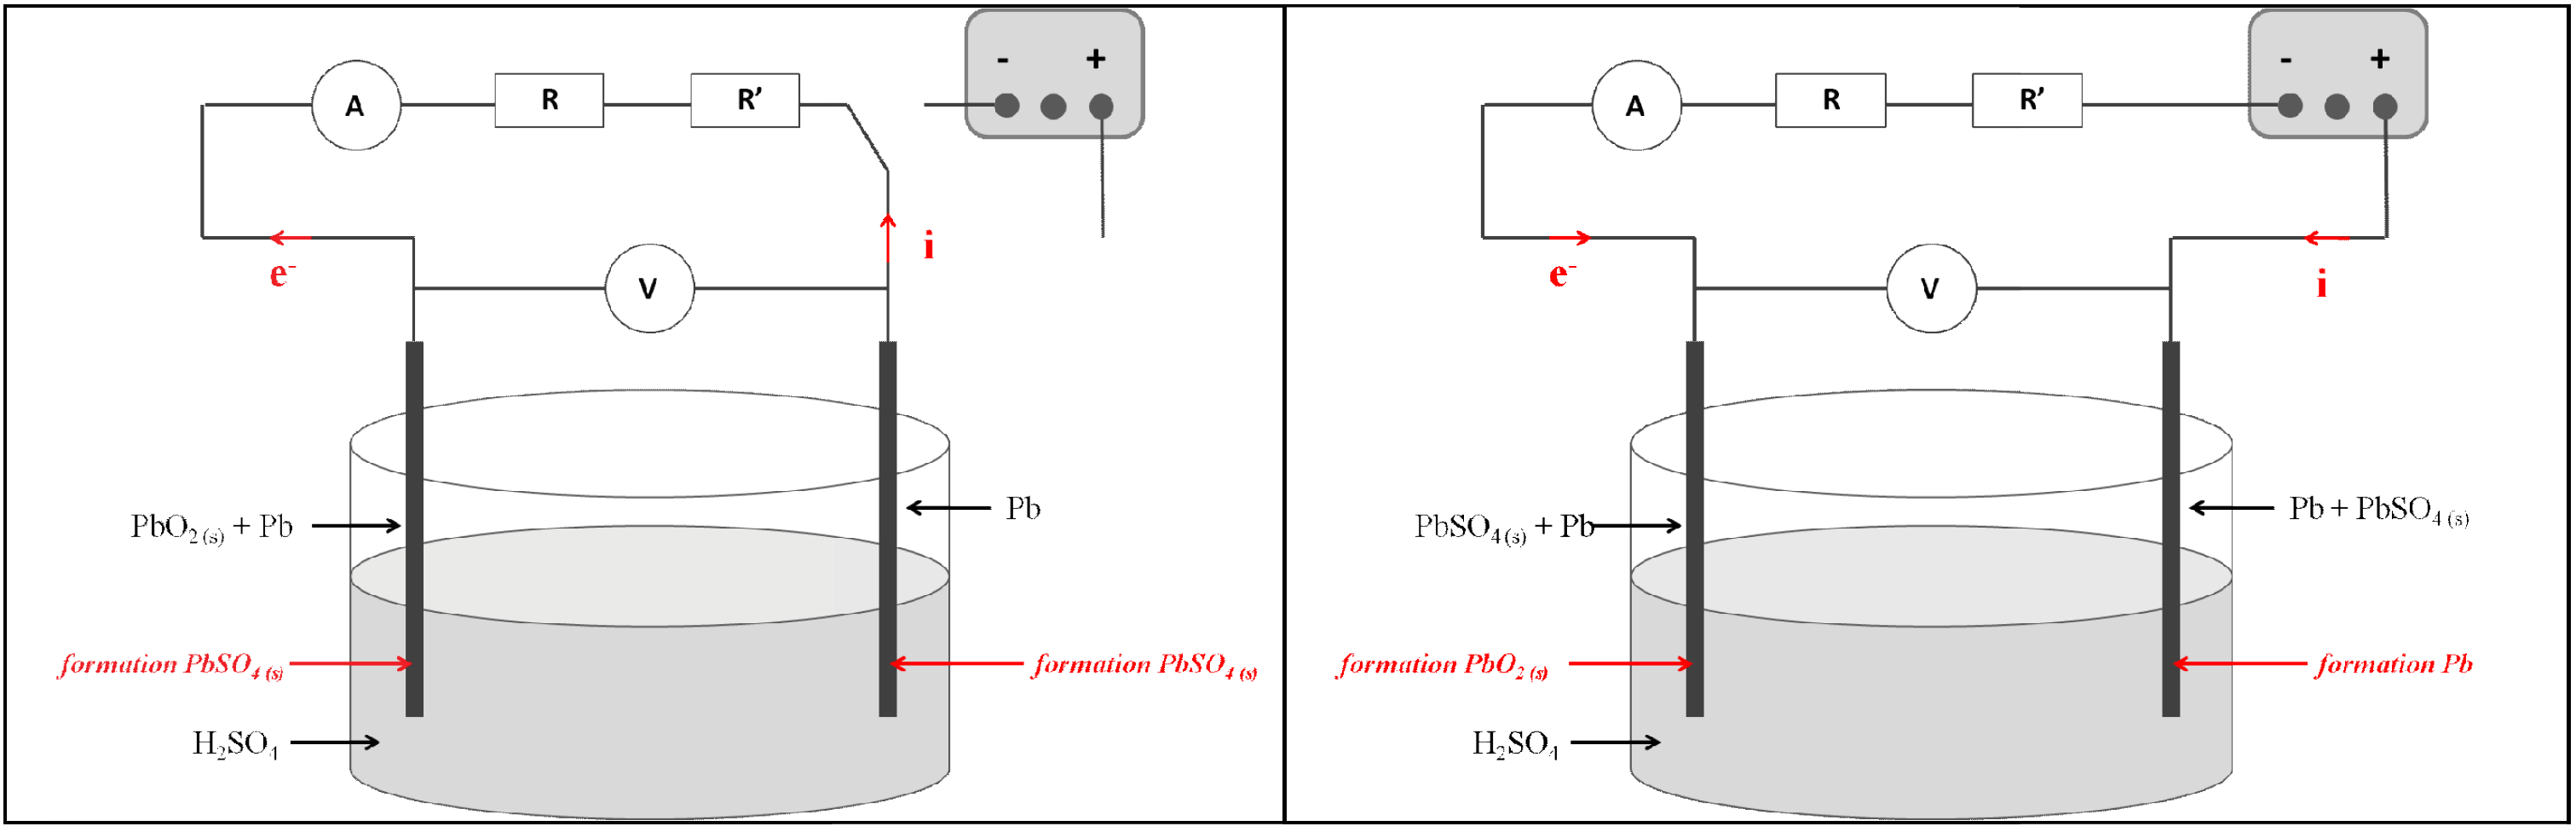 - +
A R R’
e⁻ i
V
PbO₂ ₍ₛ₎ + Pb
Pb
formation PbSO₄ ₍ₛ₎
formation PbSO₄ ₍ₛ₎
H₂SO₄
- +
A R R’
e⁻ i
V
PbSO₄ ₍ₛ₎ + Pb
Pb + PbSO₄ ₍ₛ₎
formation PbO₂ ₍ₛ₎
formation Pb
H₂SO₄